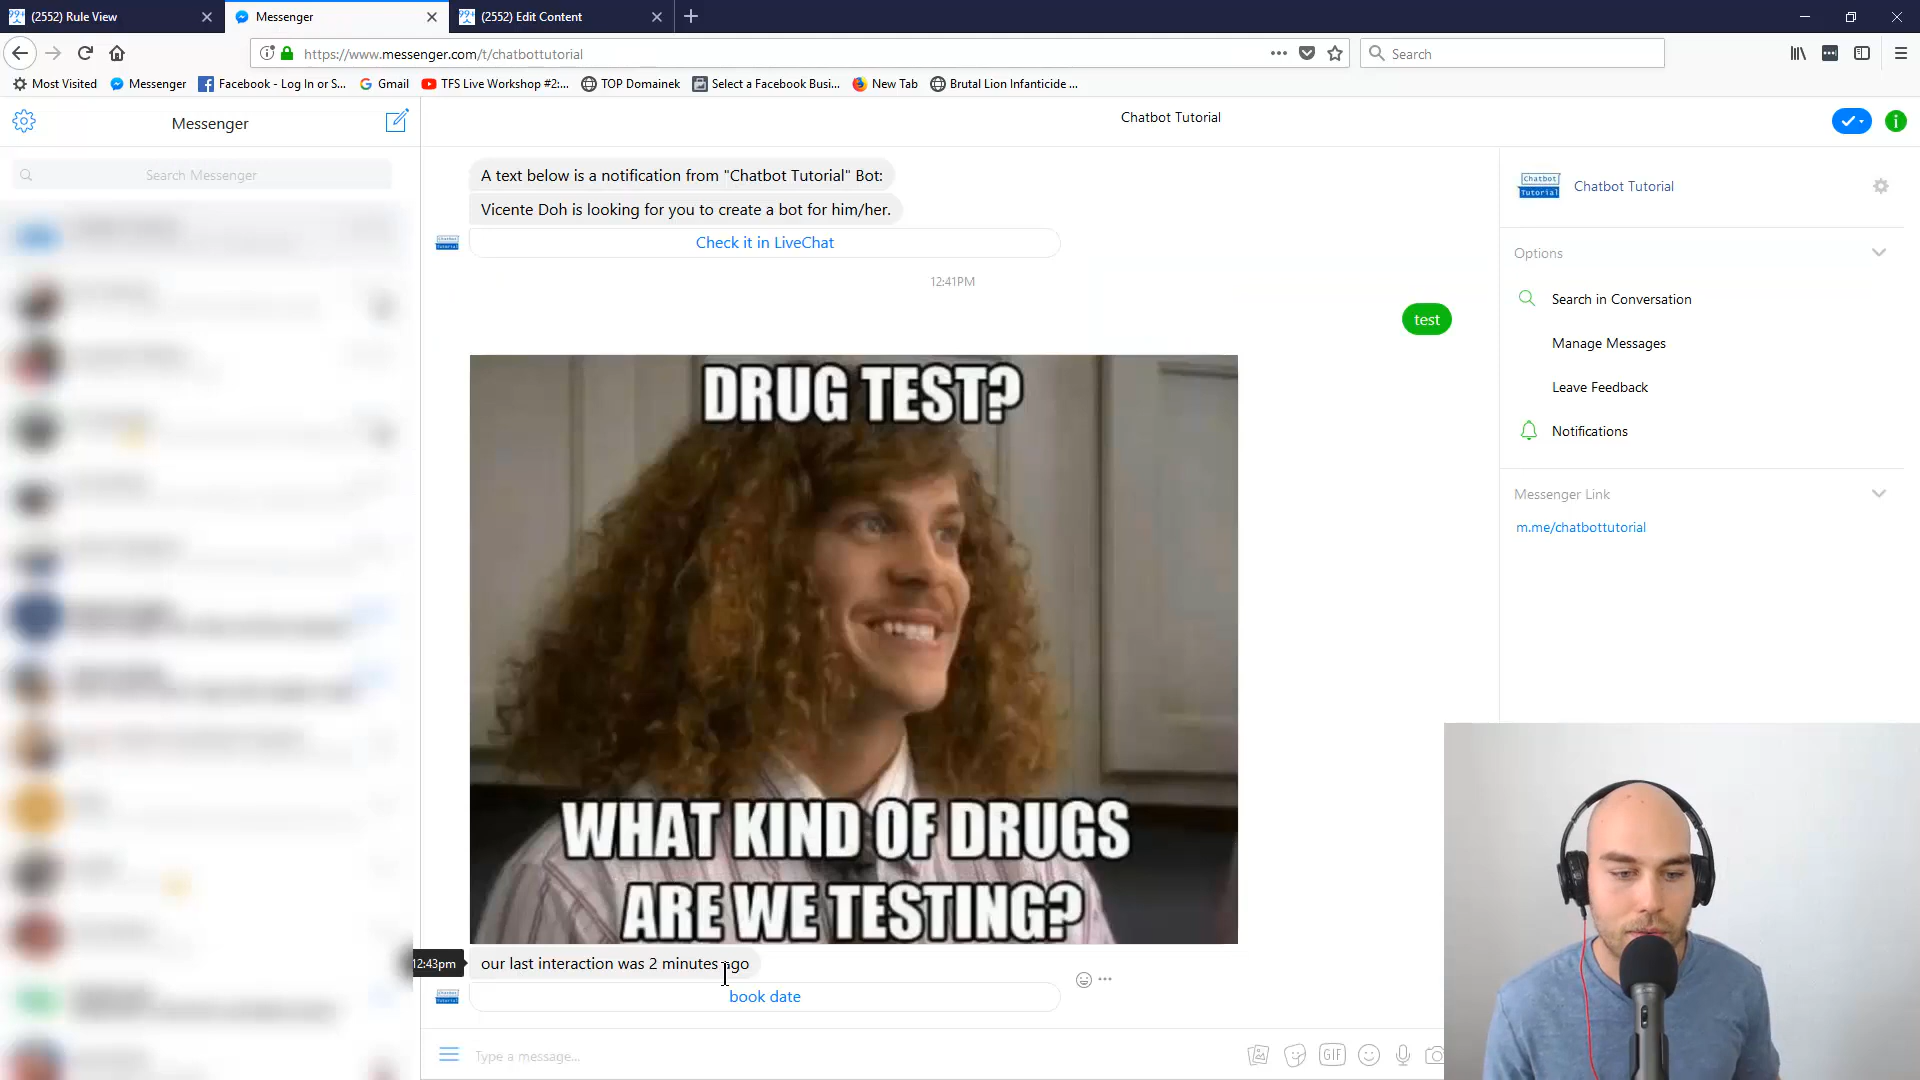 (2552) Rule View
Messenger
(2552) Edit Content
https://www.messenger.com/t/chatbottutorial
Search
Most Visited
Messenger
Facebook - Log In or S...
Gmail
TFS Live Workshop #2:...
TOP Domainek
Select a Facebook Busi...
New Tab
Brutal Lion Infanticide ...
Messenger
Chatbot Tutorial
Search Messenger
A text below is a notification from "Chatbot Tutorial" Bot:
Vicente Doh is looking for you to create a bot for him/her.
Check it in LiveChat
12:41PM
test
DRUG TEST?
WHAT KIND OF DRUGS
ARE WE TESTING?
12:43pm
our last interaction was 2 minutes ago
book date
Type a message...
GIF
Chatbot Tutorial
Chatbot Tutorial
Options
Search in Conversation
Manage Messages
Leave Feedback
Notifications
Messenger Link
m.me/chatbottutorial